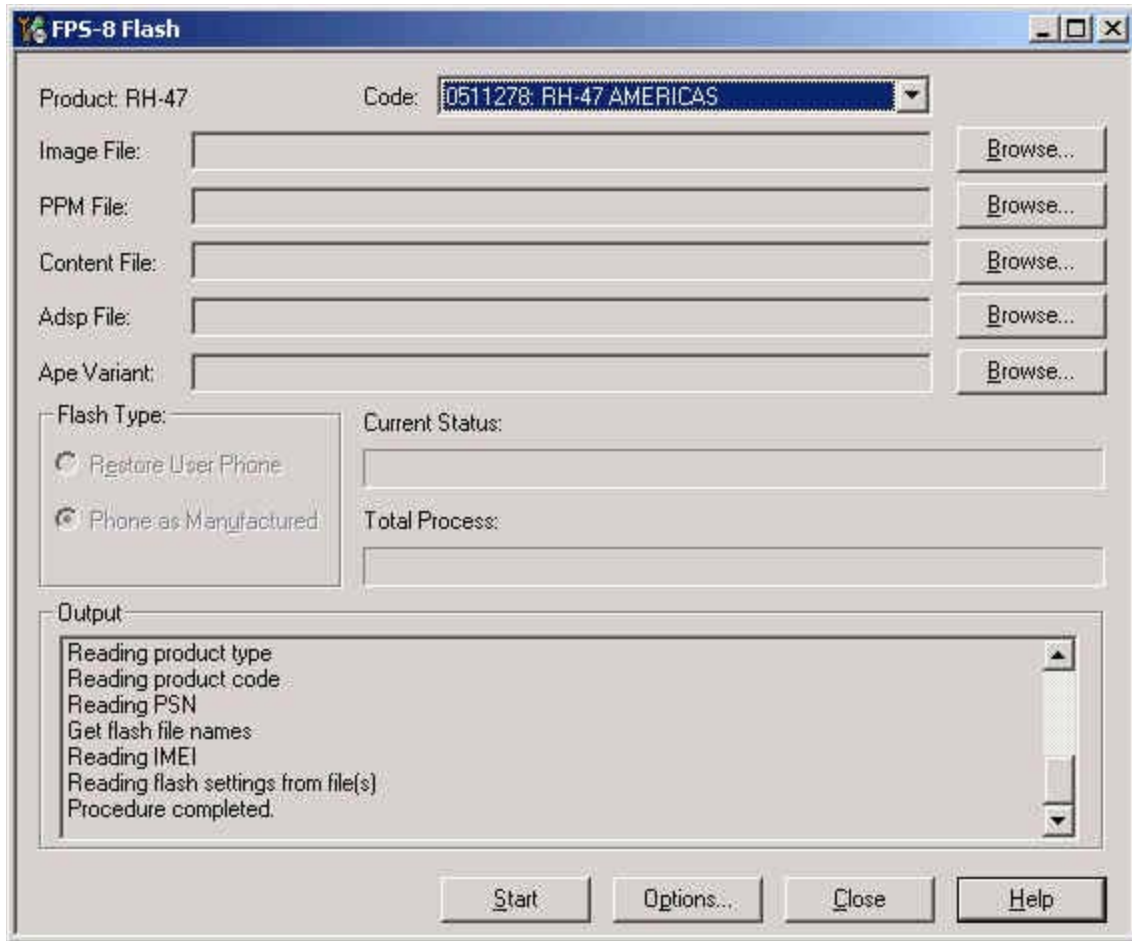 FPS-8 Flash
Product: RH-47 Code: 0511278: RH-47 AMERICAS
Image File: Browse...
PPM File: Browse...
Content File: Browse...
Adsp File: Browse...
Ape Variant: Browse...
Flash Type:
Restore User Phone
Phone as Manufactured
Current Status:
Total Process:
Output
Reading product type
Reading product code
Reading PSN
Get flash file names
Reading IMEI
Reading flash settings from file(s)
Procedure completed.
Start Options... Close Help